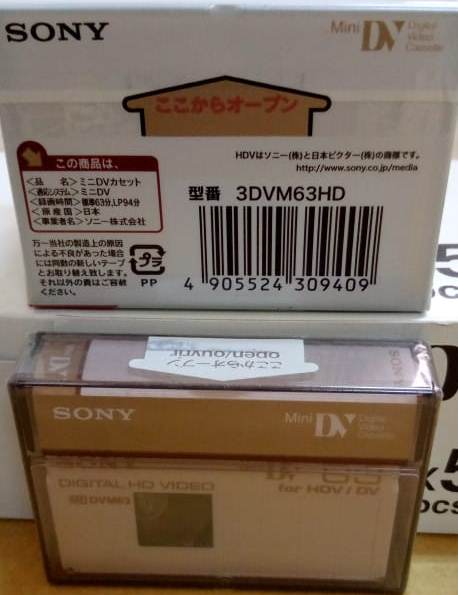 SONY
Mini DV Digital Video Cassette
ここからオープン
この商品は、
<品 名>ミニDVカセット
<適応システム>ミニDV
<録画時間>標準63分、LP94分
<原産国>日本
<事業者名>ソニー株式会社
HDVはソニー(株)と日本ビクター(株)の商標です。
http://www.sony.co.jp/media
型番 3DVM63HD
万一当社の製造上の原因
による不良があった場合
には同数の新しいテープ
とお取り替え致します。
それ以外の責はご容赦
ください。
プラ
PP
4 905524 309409
open/ouvrir
ここからオープン
SONY
SONY
Mini DV Digital Video Cassette
DIGITAL HD VIDEO
DVM63
63
for HDV/DV
x5